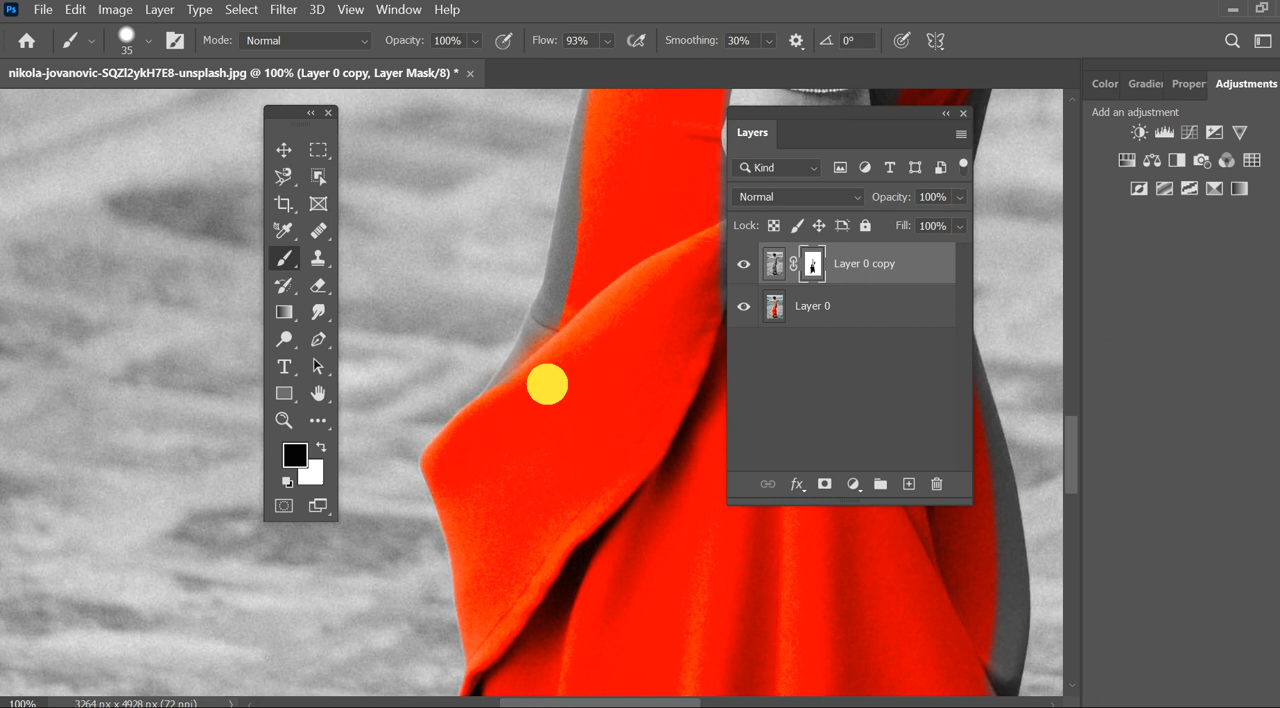 Ps File Edit Image Layer Type Select Filter 3D View Window Help
35 Mode: Normal Opacity: 100% Flow: 93% Smoothing: 30% 0°
nikola-jovanovic-SQZl2ykH7E8-unsplash.jpg @ 100% (Layer 0 copy, Layer Mask/8) *
Color Gradie Proper Adjustments
Add an adjustment
Layers
Kind
Normal Opacity: 100%
Lock: Fill: 100%
Layer 0 copy
Layer 0
fx
100% 3264 px x 4928 px (72 ppi)